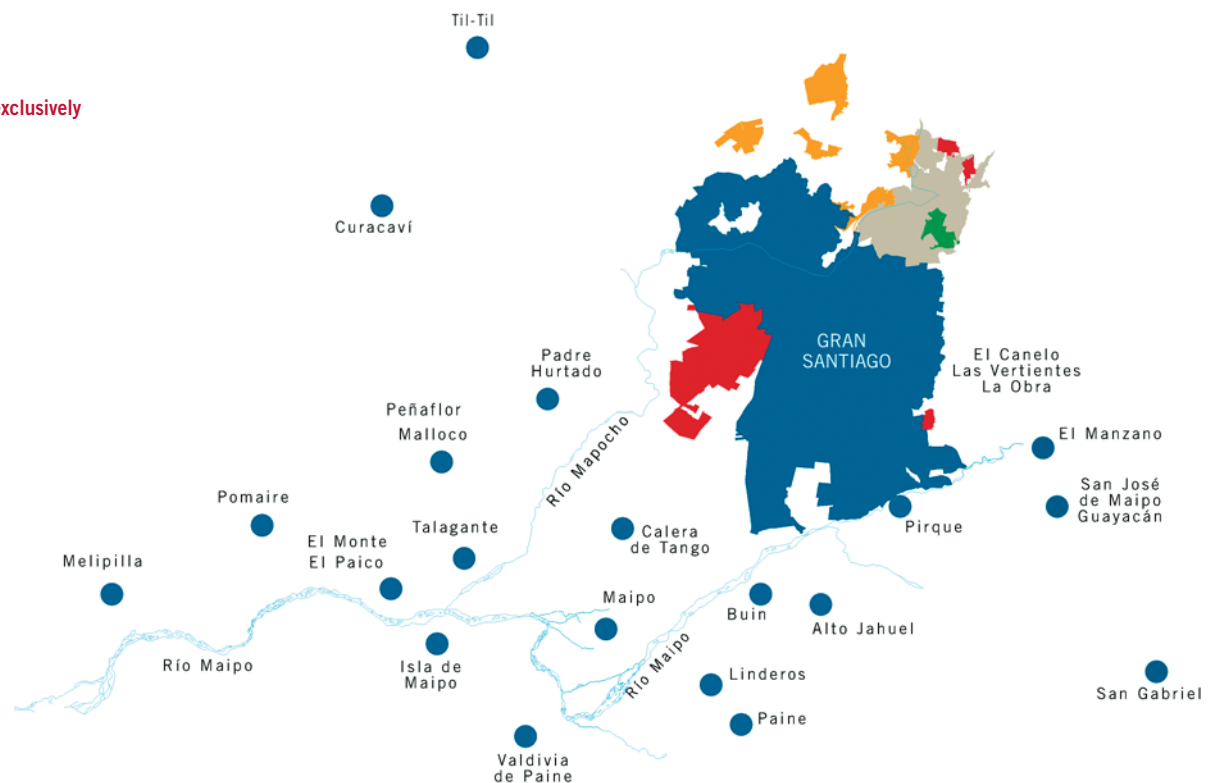 Til-Til
xclusively
Curacaví
GRAN
SANTIAGO
Padre
Hurtado
El Canelo
Las Vertientes
La Obra
Peñaflor
Malloco
El Manzano
Río Mapocho
San José
de Maipo
Guayacán
Pomaire
Pirque
Talagante
Calera
de Tango
El Monte
El Paico
Melipilla
Maipo
Buin
Alto Jahuel
Río Maipo
Isla de
Maipo
Río Maipo
Linderos
San Gabriel
Paine
Valdivia
de Paine